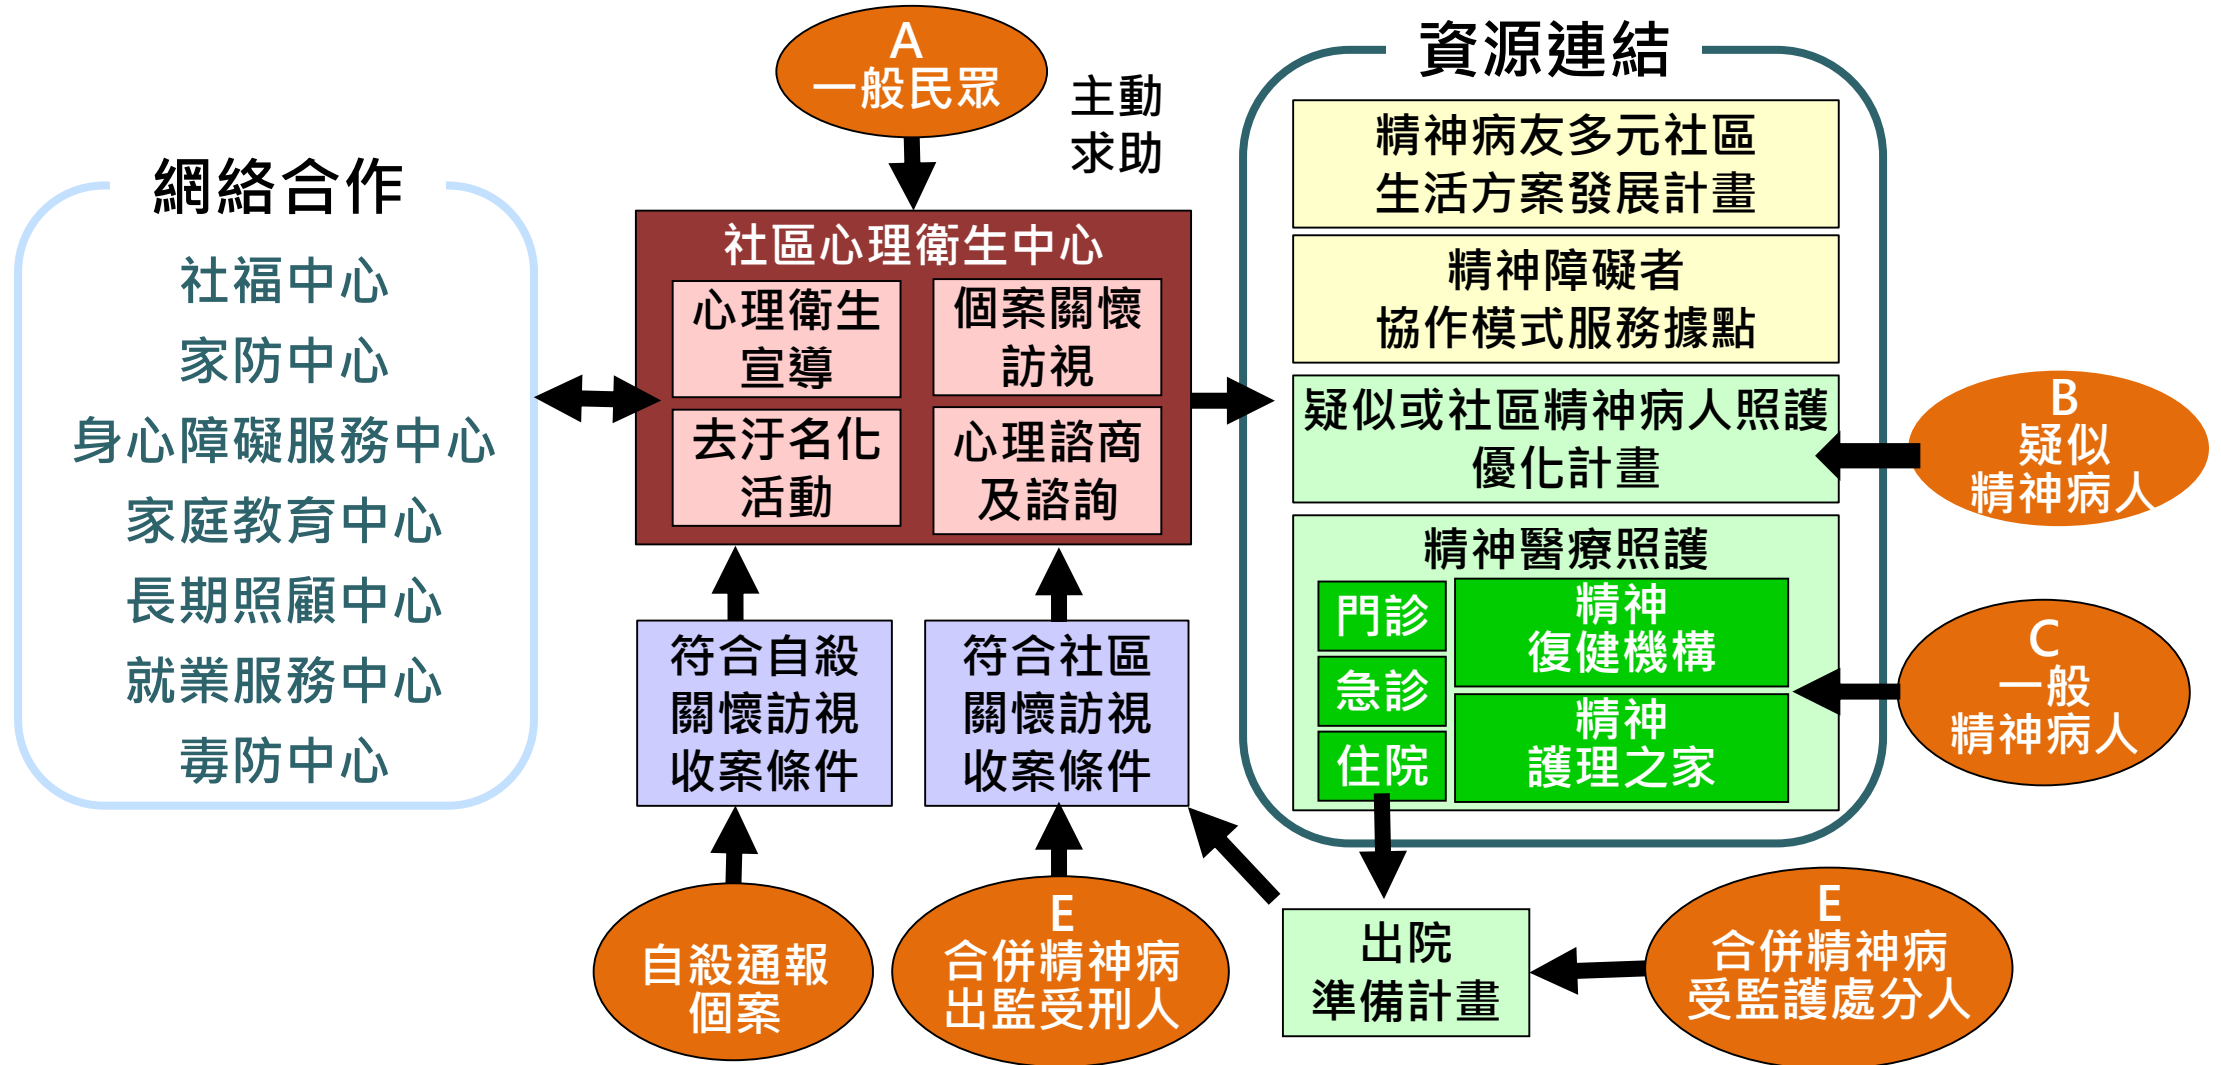 網絡合作
社福中心
家防中心
身心障礙服務中心
家庭教育中心
長期照顧中心
就業服務中心
毒防中心
A
一般民眾
主動
求助
社區心理衛生中心
心理衛生
宣導
個案關懷
訪視
去汙名化
活動
心理諮商
及諮詢
符合自殺
關懷訪視
收案條件
符合社區
關懷訪視
收案條件
自殺通報
個案
E
合併精神病
出監受刑人
資源連結
精神病友多元社區
生活方案發展計畫
精神障礙者
協作模式服務據點
疑似或社區精神病人照護
優化計畫
精神醫療照護
門診
急診
住院
精神
復健機構
精神
護理之家
B
疑似
精神病人
C
一般
精神病人
出院
準備計畫
E
合併精神病
受監護處分人